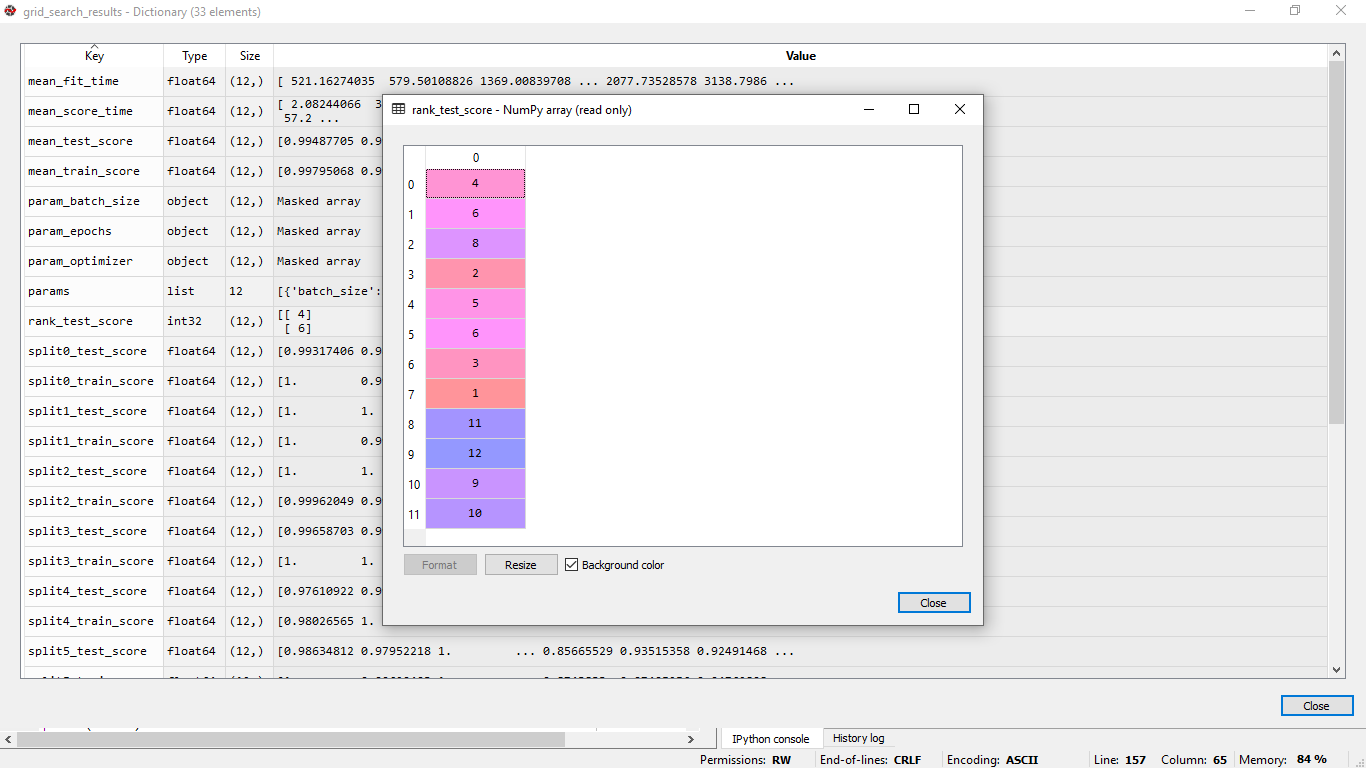 grid_search_results - Dictionary (33 elements)
Key Type Size Value
mean_fit_time float64 (12,) [ 521.16274035 579.50108826 1369.00839708 ... 2077.73528578 3138.7986 ...
mean_score_time float64 (12,) [ 2.08244066 3
57.2 ...
rank_test_score - NumPy array (read only)
mean_test_score float64 (12,) [0.99487705 0.9
mean_train_score float64 (12,) [0.99795068 0.9
param_batch_size object (12,) Masked array
param_epochs object (12,) Masked array
param_optimizer object (12,) Masked array
params list 12 [{'batch_size':
rank_test_score int32 (12,) [[ 4]
[ 6]
split0_test_score float64 (12,) [0.99317406 0.9
split0_train_score float64 (12,) [1. 0.9
split1_test_score float64 (12,) [1. 1.
split1_train_score float64 (12,) [1. 0.9
split2_test_score float64 (12,) [1. 1.
split2_train_score float64 (12,) [0.99962049 0.9
split3_test_score float64 (12,) [0.99658703 0.9
split3_train_score float64 (12,) [1. 1.
split4_test_score float64 (12,) [0.97610922 0.9
split4_train_score float64 (12,) [0.98026565 1.
split5_test_score float64 (12,) [0.98634812 0.97952218 1. ... 0.85665529 0.93515358 0.92491468 ...
0
0 4
1 6
2 8
3 2
4 5
5 6
6 3
7 1
8 11
9 12
10 9
11 10
Format Resize Background color
Close
Close
IPython console History log
Permissions: RW End-of-lines: CRLF Encoding: ASCII Line: 157 Column: 65 Memory: 84 %